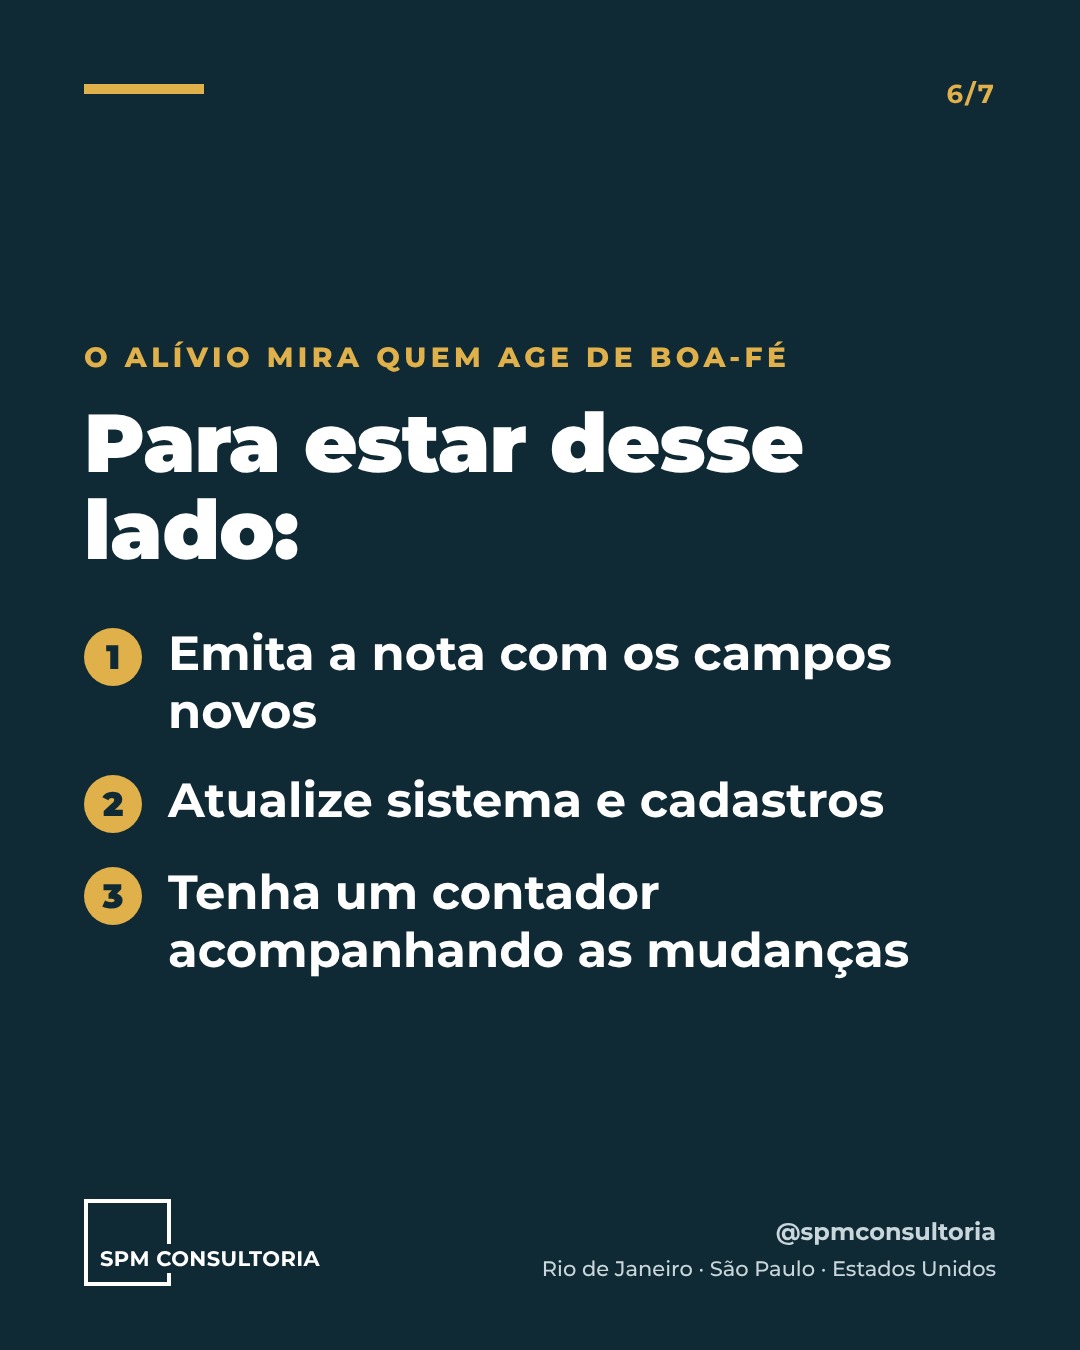 6/7
O ALÍVIO MIRA QUEM AGE DE BOA-FÉ
Para estar desse
lado:
1 Emita a nota com os campos
novos
2 Atualize sistema e cadastros
3 Tenha um contador
acompanhando as mudanças
SPM CONSULTORIA
@spmconsultoria
Rio de Janeiro · São Paulo · Estados Unidos